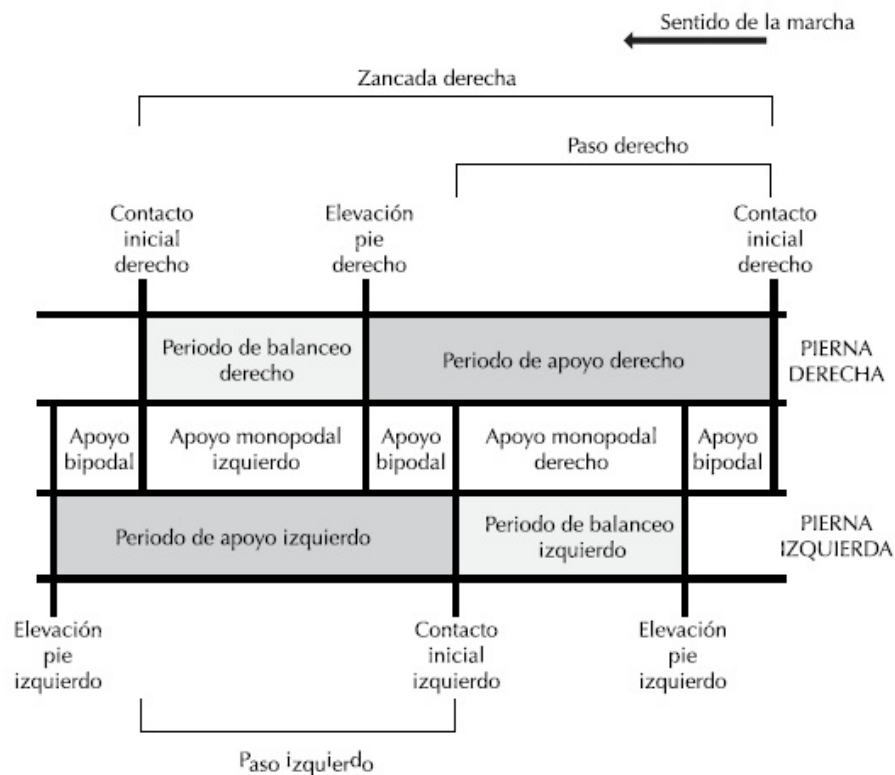 Sentido de la marcha
Zancada derecha
Paso derecho
Contacto
inicial
derecho
Elevación
pie
derecho
Contacto
inicial
derecho
Periodo de balanceo
derecho
Periodo de apoyo derecho
PIERNA
DERECHA
Apoyo
bipodal
Apoyo monopodal
izquierdo
Apoyo
bipodal
Apoyo monopodal
derecho
Apoyo
bipodal
Periodo de apoyo izquierdo
Periodo de balanceo
izquierdo
PIERNA
IZQUIERDA
Elevación
pie
izquierdo
Contacto
inicial
izquierdo
Elevación
pie
izquierdo
Paso izquierdo